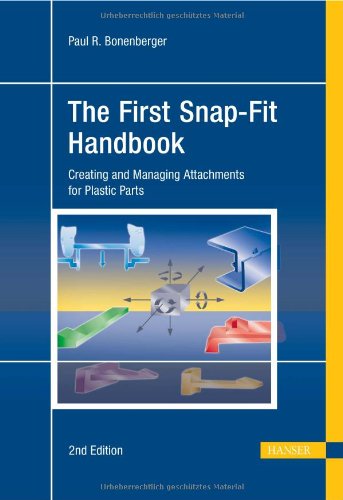 Urheberrechtlich geschütztes Material
Paul R. Bonenberger
The First Snap-Fit
Handbook
Creating and Managing Attachments
for Plastic Parts
2nd Edition
HANSER
Urheberrechtlich geschütztes Material